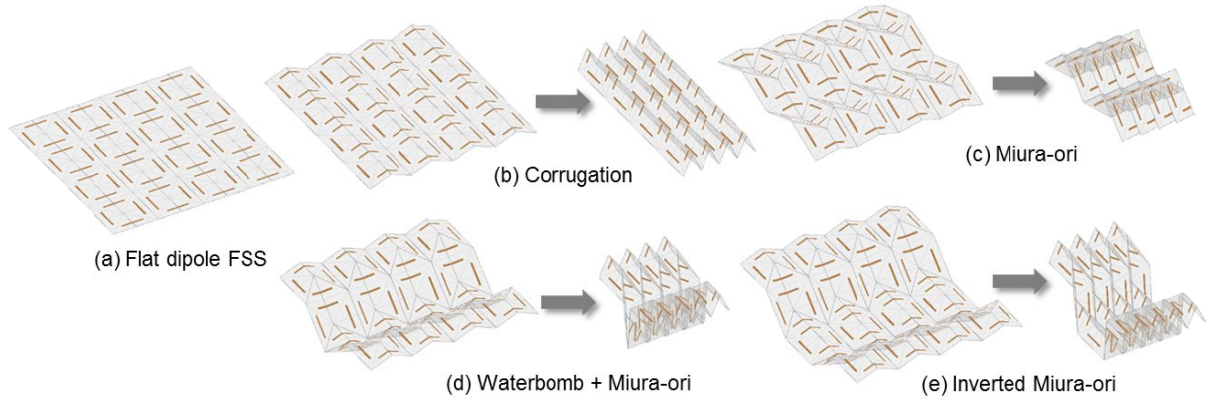 (a) Flat dipole FSS
(b) Corrugation
(c) Miura-ori
(d) Waterbomb + Miura-ori
(e) Inverted Miura-ori